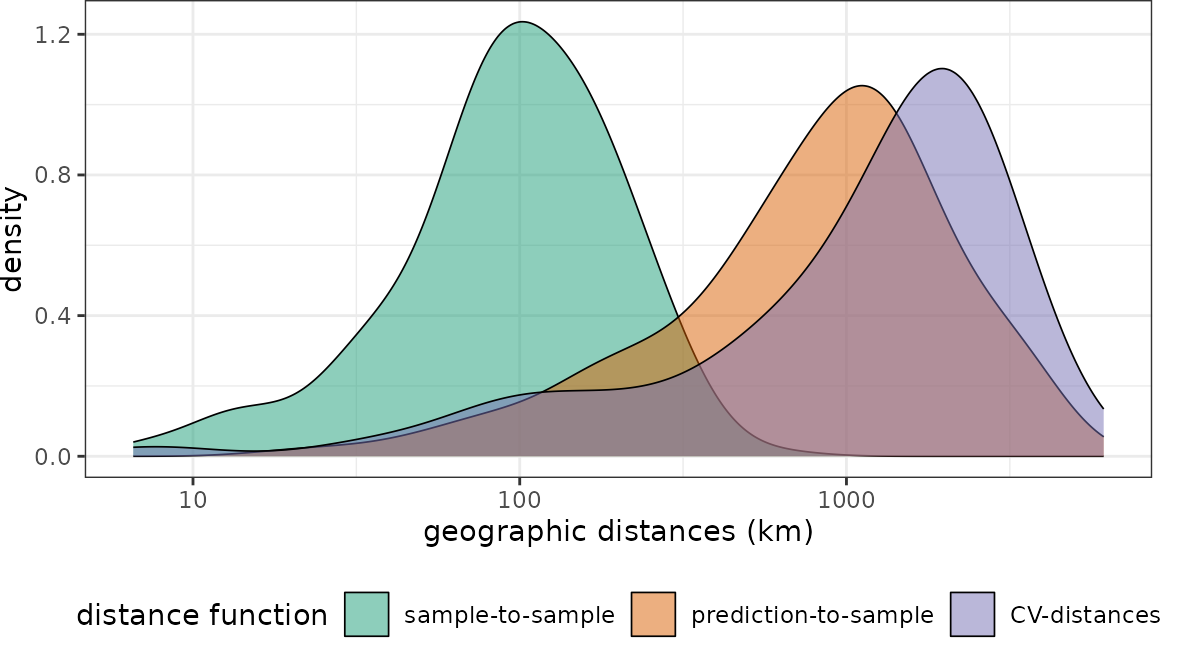 1.2
0.8
0.4
0.0
density
10 100 1000
geographic distances (km)
distance function sample-to-sample prediction-to-sample CV-distances